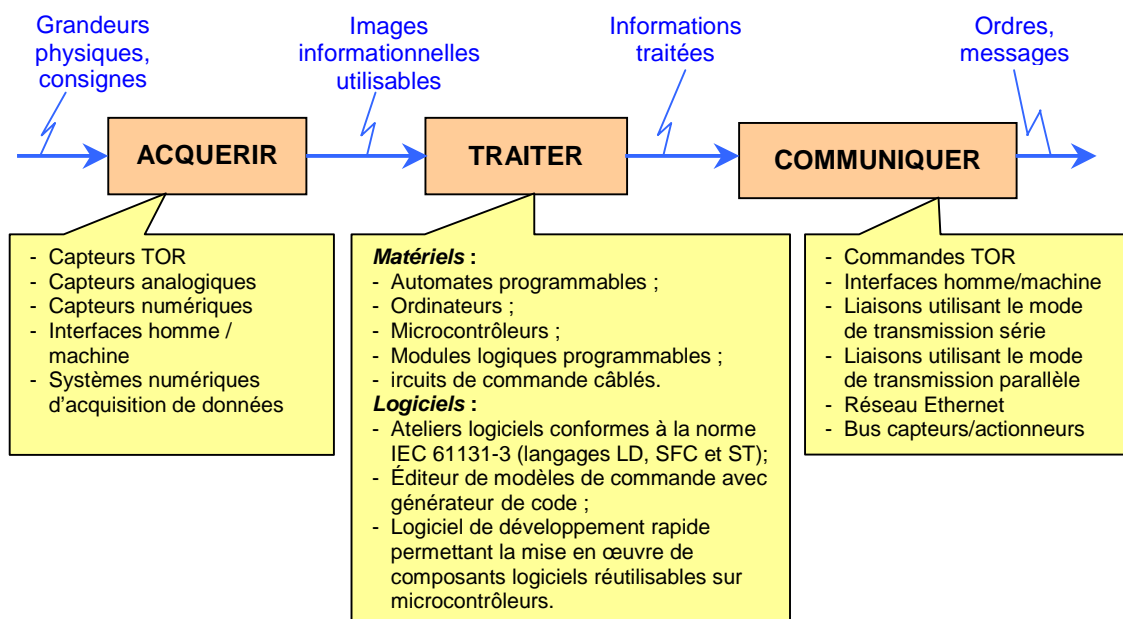 Grandeurs
physiques,
consignes
Images
informationnelles
utilisables
Informations
traitées
Ordres,
messages
ACQUERIR
TRAITER
COMMUNIQUER
- Capteurs TOR
- Capteurs analogiques
- Capteurs numériques
- Interfaces homme /
machine
- Systèmes numériques
d’acquisition de données
Matériels :
- Automates programmables ;
- Ordinateurs ;
- Microcontrôleurs ;
- Modules logiques programmables ;
- ircuits de commande câblés.
Logiciels :
- Ateliers logiciels conformes à la norme
IEC 61131-3 (langages LD, SFC et ST);
- Éditeur de modèles de commande avec
générateur de code ;
- Logiciel de développement rapide
permettant la mise en œuvre de
composants logiciels réutilisables sur
microcontrôleurs.
- Commandes TOR
- Interfaces homme/machine
- Liaisons utilisant le mode
de transmission série
- Liaisons utilisant le mode
de transmission parallèle
- Réseau Ethernet
- Bus capteurs/actionneurs